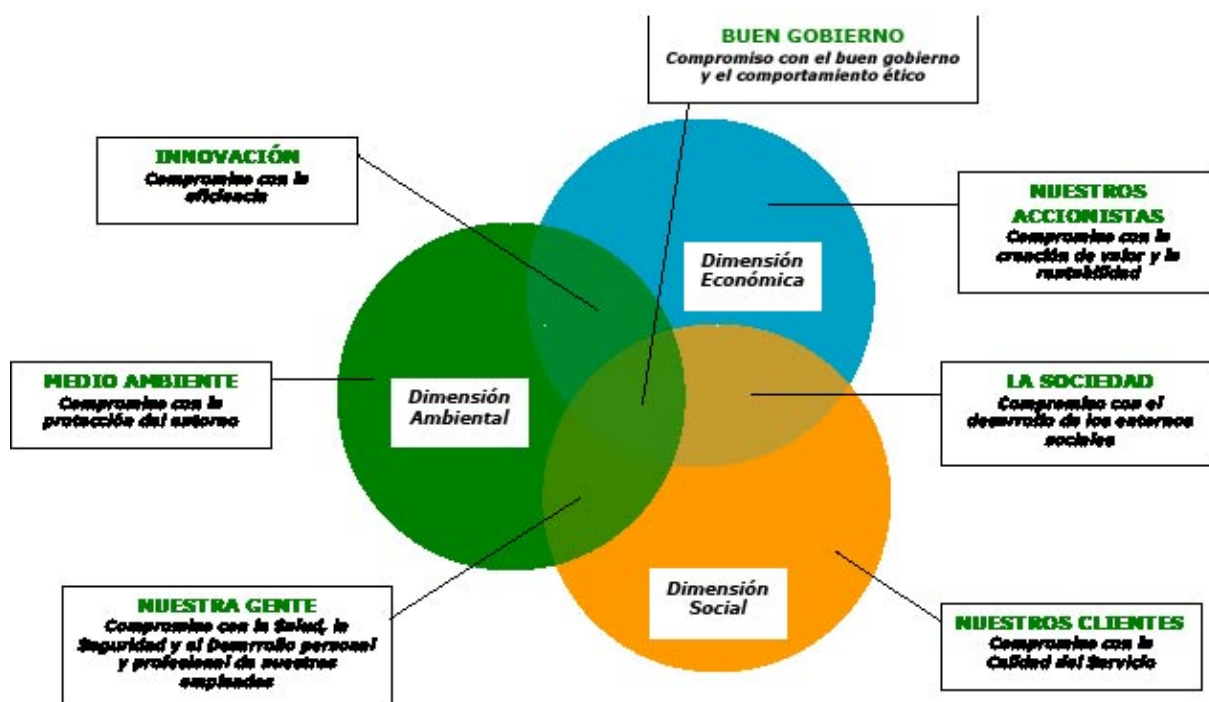 BUEN GOBIERNO
Compromiso con el buen gobierno
y el comportamiento ético
INNOVACIÓN
Compromiso con la
eficiencia
NUESTROS
ACCIONISTAS
Compromiso con la
creación de valor y la
rentabilidad
Dimensión
Económica
MEDIO AMBIENTE
Compromiso con la
protección del entorno
Dimensión
Ambiental
LA SOCIEDAD
Compromiso con el
desarrollo de los entornos
sociales
NUESTRA GENTE
Compromiso con la Salud, la
Seguridad y el Desarrollo personal
y profesional de nuestros
empleados
Dimensión
Social
NUESTROS CLIENTES
Compromiso con la
Calidad del Servicio